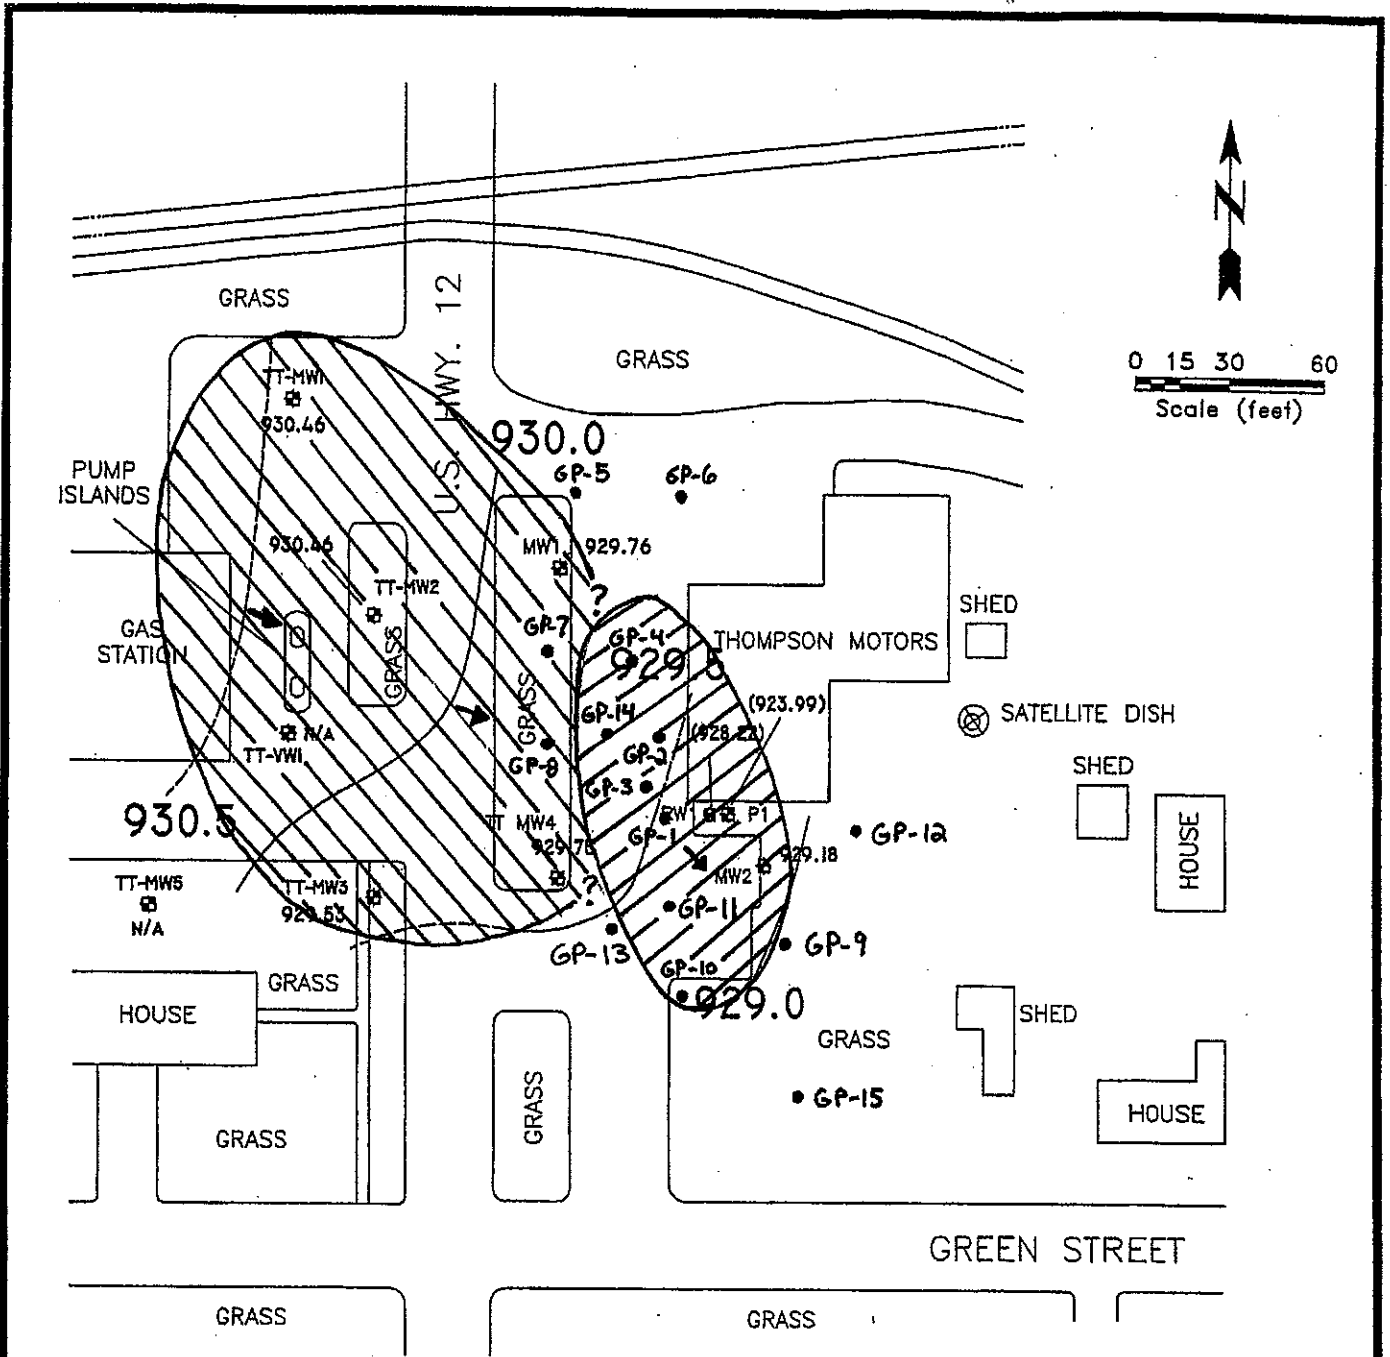 N
GRASS
U.S. HWY. 12
GRASS
0 15 30 60
Scale (feet)
TT-MW1
930.46
930.0
PUMP
ISLANDS
GP-5
GP-6
930.46
MW1
929.76
TT-MW2
?
SHED
GAS
STATION
GRASS
GP-7
GP-4
THOMPSON MOTORS
929.5
(923.99)
GRASS
GP-14
SATELLITE DISH
N/A
TT-VW1
GP-8
GP-2
(928.22)
SHED
GP-3
930.5
TT MW4
RW1
P1
GP-1
GP-12
HOUSE
929.18
TT-MW5
N/A
TT-MW3
929.53
?
MW2
GP-11
GP-13
GP-9
GRASS
GP-10
929.0
HOUSE
SHED
GRASS
GRASS
GP-15
HOUSE
GRASS
GREEN STREET
GRASS
GRASS